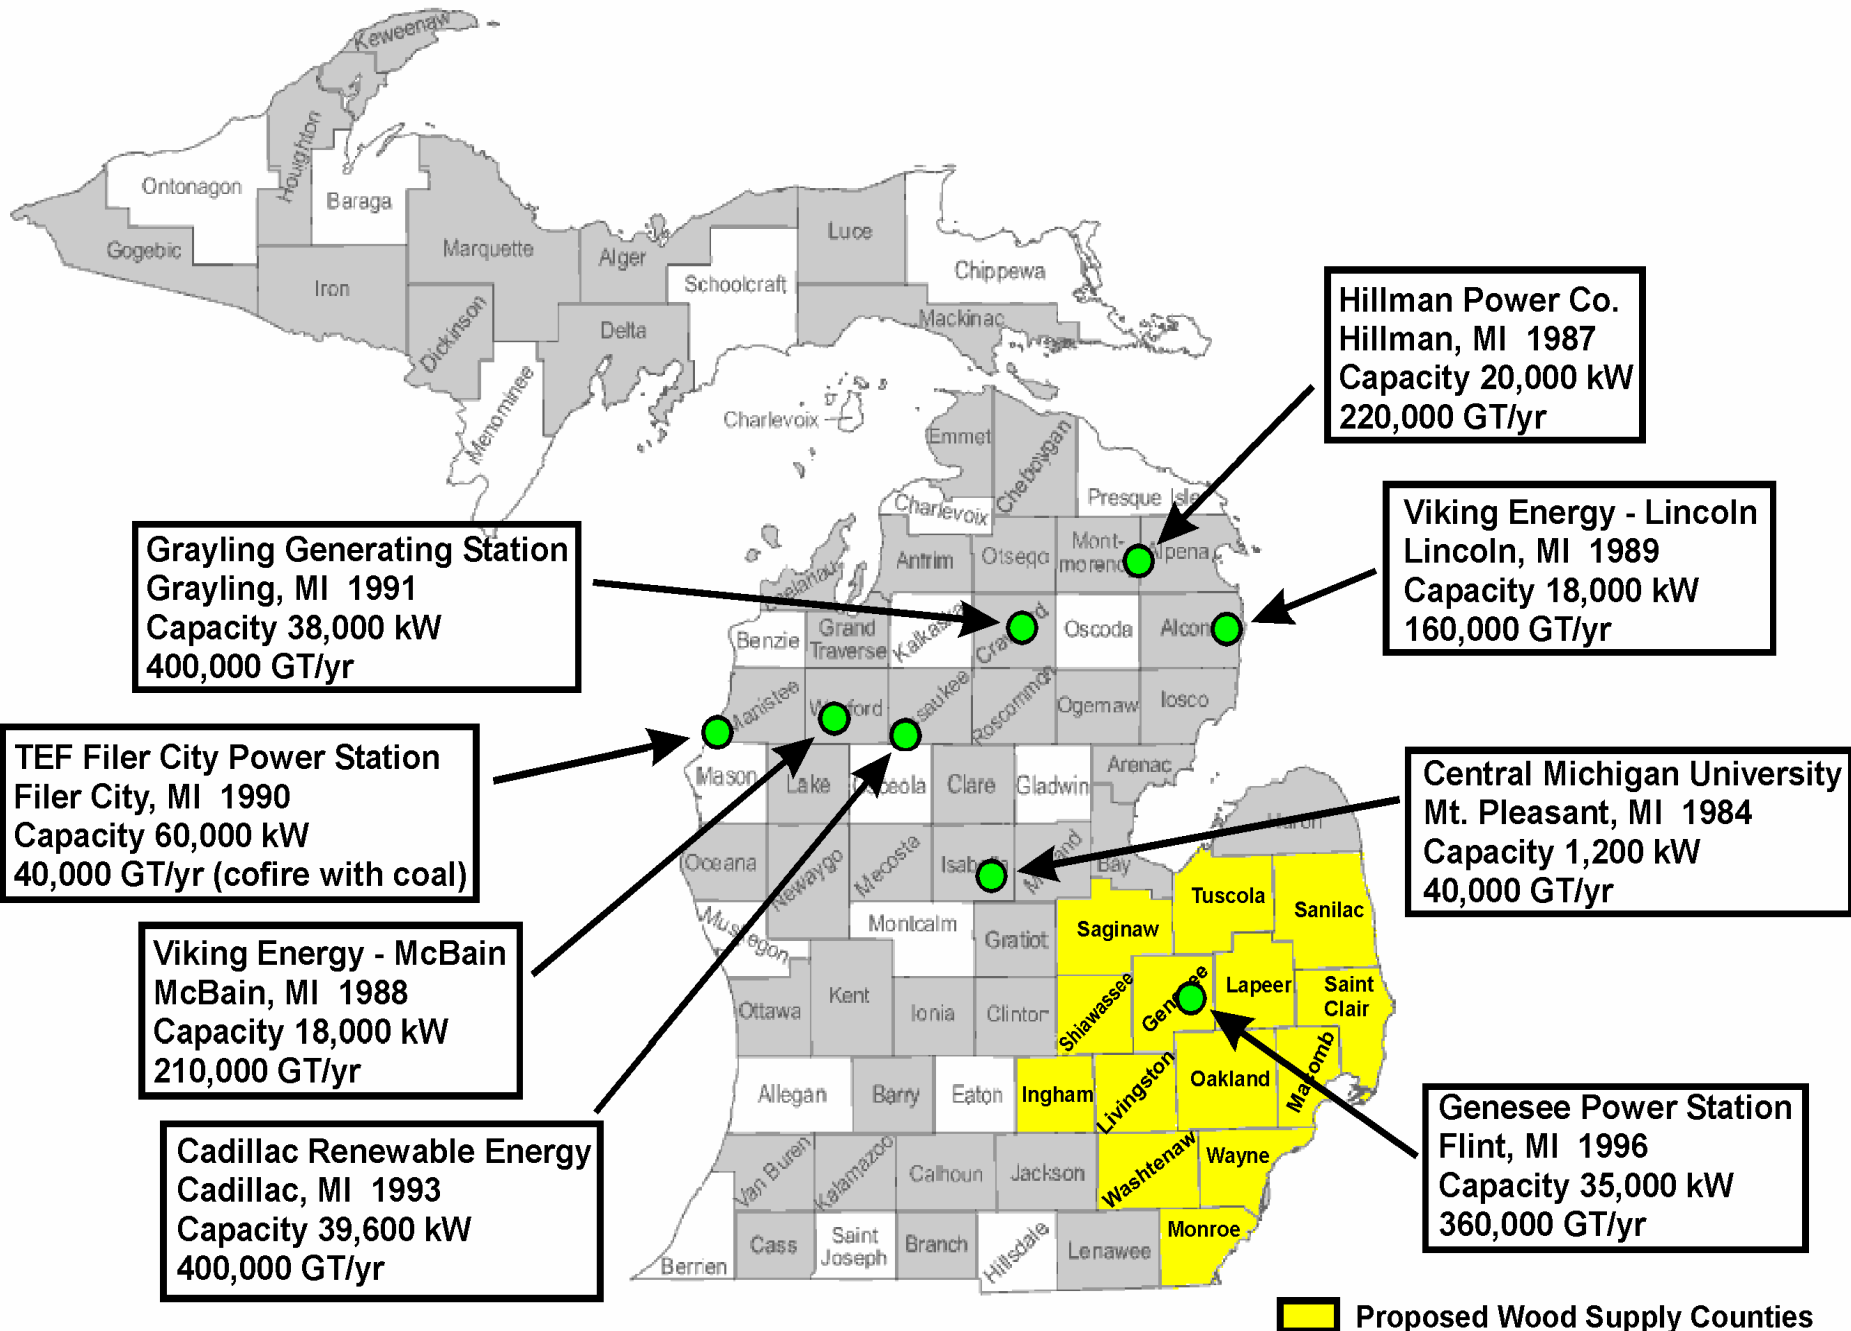 Keweenaw
Houghton
Ontonagon
Baraga
Gogebic
Marquette
Alger
Luce
Chippewa
Schoolcraft
Iron
Dickinson
Delta
Mackinac
Menominee
Charlevoix
Emmet
Cheboygan
Presque Isle
Charlevoix
Hillman Power Co.
Hillman, MI 1987
Capacity 20,000 kW
220,000 GT/yr
Viking Energy - Lincoln
Lincoln, MI 1989
Capacity 18,000 kW
160,000 GT/yr
Grayling Generating Station
Grayling, MI 1991
Capacity 38,000 kW
400,000 GT/yr
Antrim
Otsego
Mont-
Alpena
Benzie
Grand
Traverse
Kalkaska
Oscoda
Manistee
Roscommon
Ogemaw
Iosco
TEF Filer City Power Station
Filer City, MI 1990
Capacity 60,000 kW
40,000 GT/yr (cofire with coal)
Mason
Lake
Clare
Gladwin
Arenac
Huron
Central Michigan University
Mt. Pleasant, MI 1984
Capacity 1,200 kW
40,000 GT/yr
Oceana
Newaygo
Mecosta
Bay
Tuscola
Sanilac
Muskegon
Montcalm
Gratiot
Saginaw
Viking Energy - McBain
McBain, MI 1988
Capacity 18,000 kW
210,000 GT/yr
Ottawa
Kent
Ionia
Clinton
Shiawassee
Genesee
Lapeer
Saint
Clair
Allegan
Barry
Eaton
Ingham
Livingston
Oakland
Macomb
Genesee Power Station
Flint, MI 1996
Capacity 35,000 kW
360,000 GT/yr
Cadillac Renewable Energy
Cadillac, MI 1993
Capacity 39,600 kW
400,000 GT/yr
Van Buren
Kalamazoo
Calhoun
Jackson
Washtenaw
Wayne
Berrien
Cass
Saint
Joseph
Branch
Hillsdale
Lenawee
Monroe
Proposed Wood Supply Counties